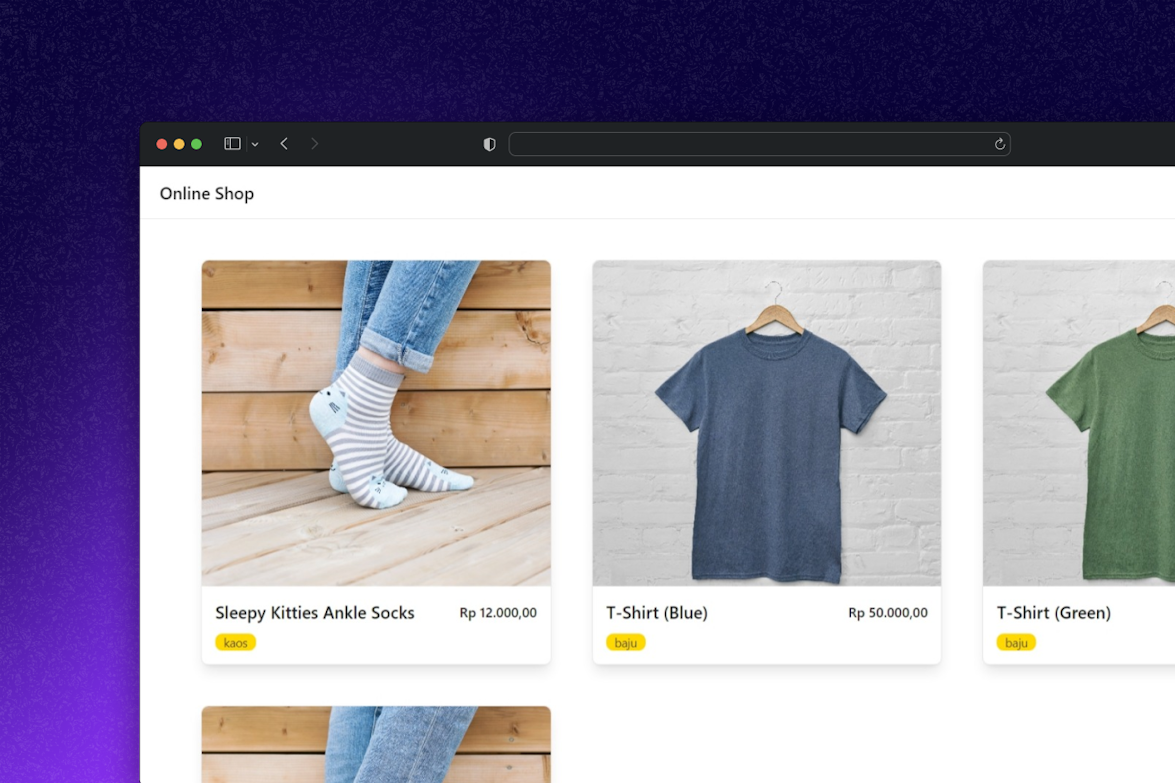 Online Shop
Sleepy Kitties Ankle Socks Rp 12.000,00
kaos
T-Shirt (Blue) Rp 50.000,00
baju
T-Shirt (Green)
baju